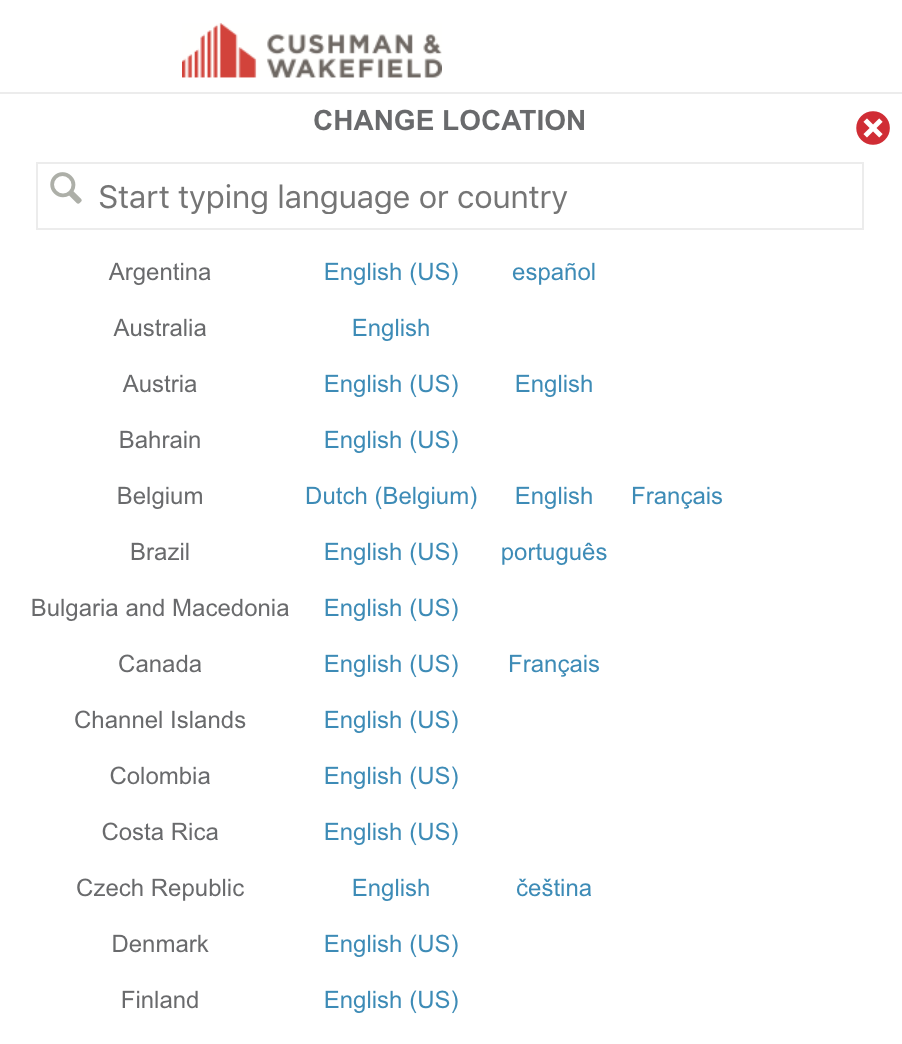 CUSHMAN &
WAKEFIELD
CHANGE LOCATION
Start typing language or country
Argentina English (US) español
Australia English
Austria English (US) English
Bahrain English (US)
Belgium Dutch (Belgium) English Français
Brazil English (US) português
Bulgaria and Macedonia English (US)
Canada English (US) Français
Channel Islands English (US)
Colombia English (US)
Costa Rica English (US)
Czech Republic English čeština
Denmark English (US)
Finland English (US)